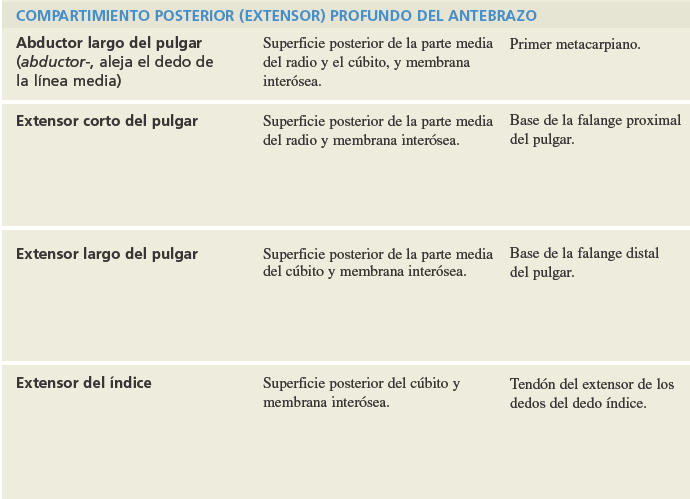 COMPARTIMIENTO POSTERIOR (EXTENSOR) PROFUNDO DEL ANTEBRAZO
Abductor largo del pulgar
(abductor-, aleja el dedo de
la línea media)
Superficie posterior de la parte media
del radio y el cúbito, y membrana
interósea.
Primer metacarpiano.
Extensor corto del pulgar
Superficie posterior de la parte media
del radio y membrana interósea.
Base de la falange proximal
del pulgar.
Extensor largo del pulgar
Superficie posterior de la parte media
del cúbito y membrana interósea.
Base de la falange distal
del pulgar.
Extensor del índice
Superficie posterior del cúbito y
membrana interósea.
Tendón del extensor de los
dedos del dedo índice.